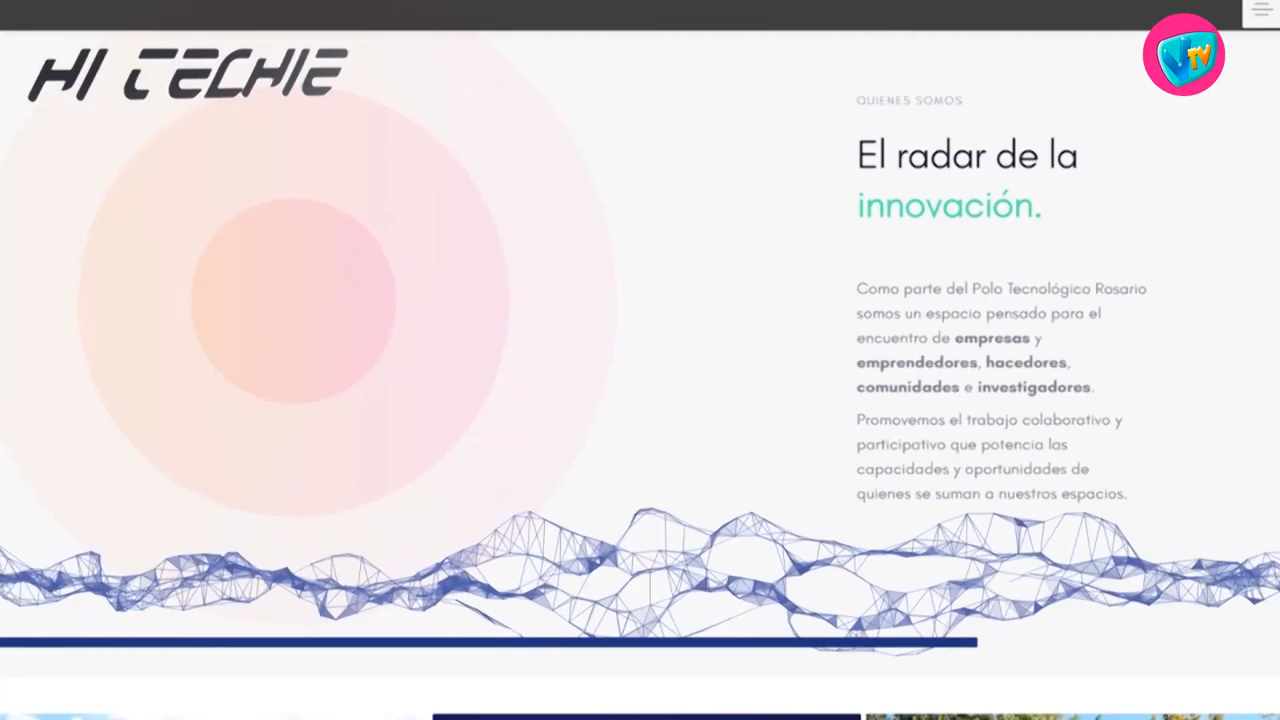 HI TECHIE
VTV
QUIENES SOMOS
El radar de la
innovación.
Como parte del Polo Tecnológico Rosario
somos un espacio pensado para el
encuentro de empresas y
emprendedores, hacedores,
comunidades e investigadores.
Promovemos el trabajo colaborativo y
participativo que potencia las
capacidades y oportunidades de
quienes se suman a nuestros espacios.